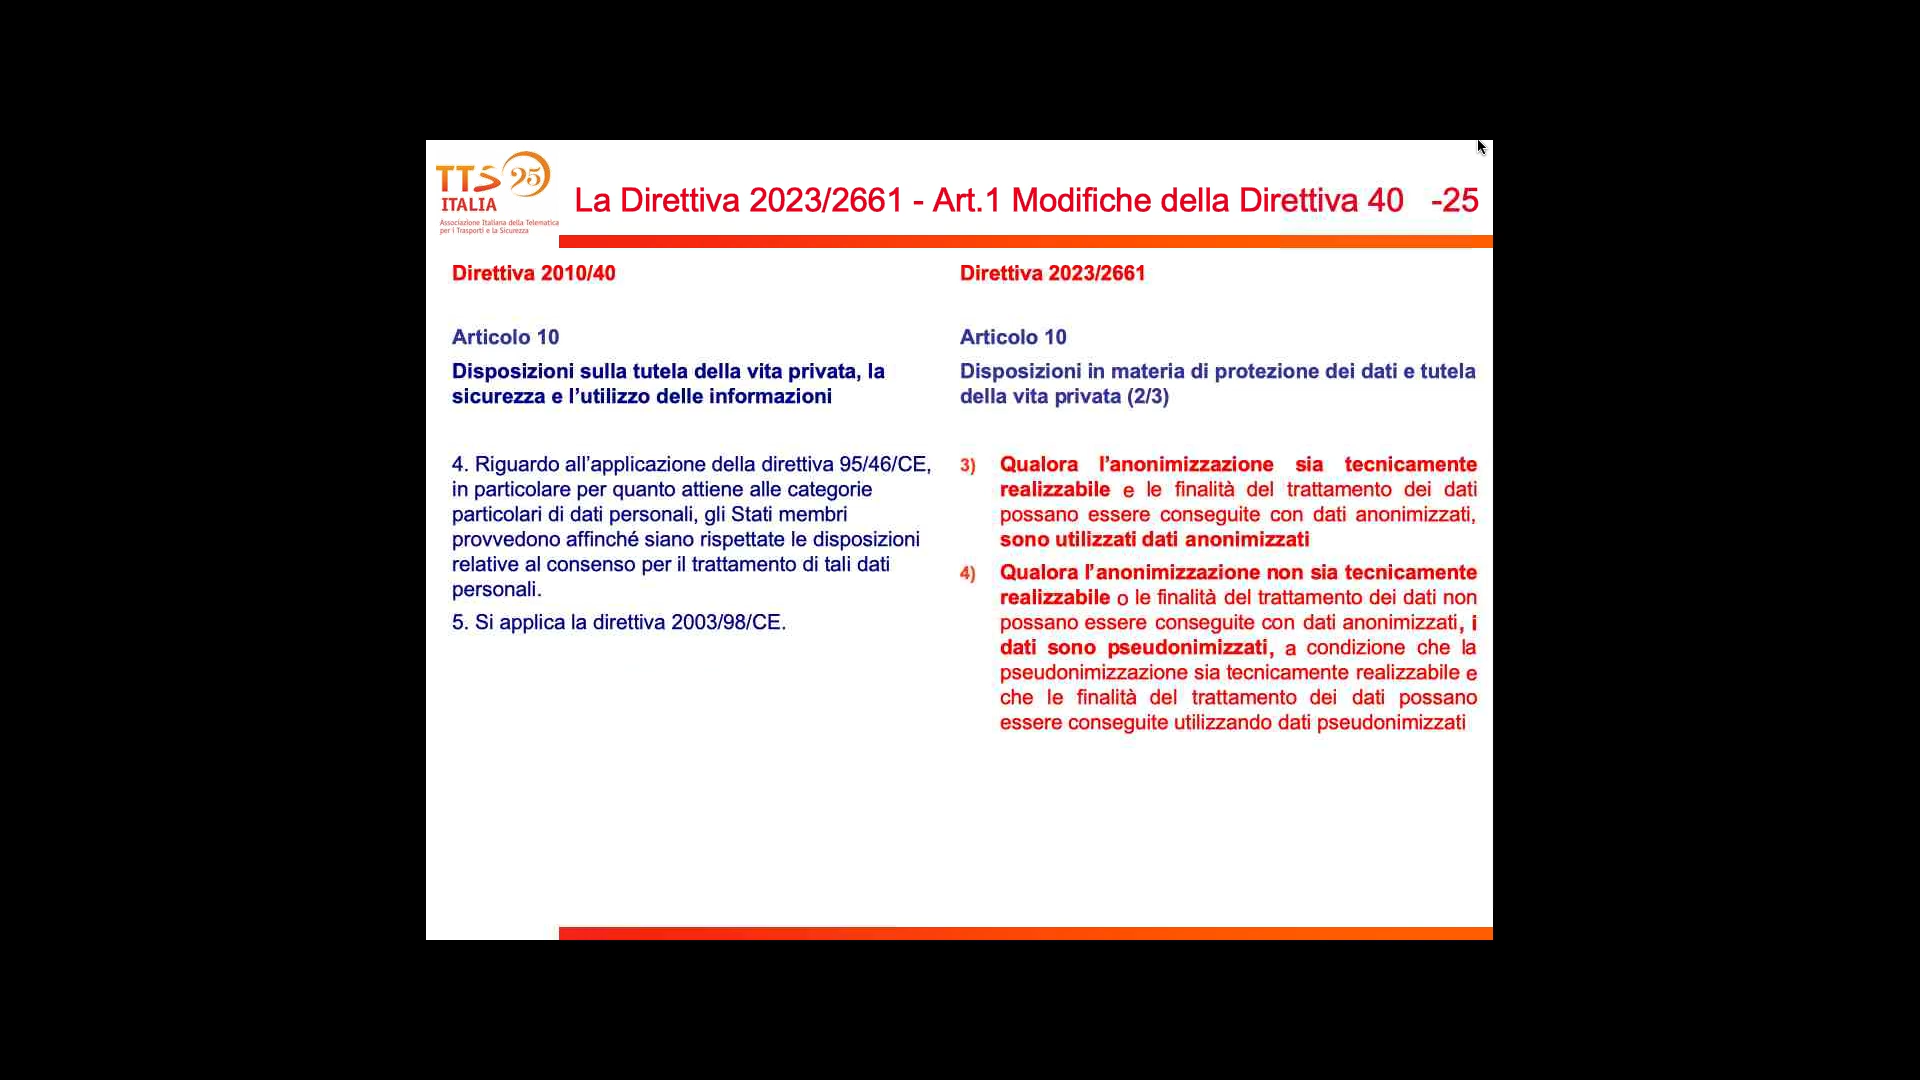 TTS 25
ITALIA
Associazione Italiana della Telematica
per i Trasporti e la Sicurezza
La Direttiva 2023/2661 - Art.1 Modifiche della Direttiva 40 -25
Direttiva 2010/40
Articolo 10
Disposizioni sulla tutela della vita privata, la
sicurezza e l’utilizzo delle informazioni
4. Riguardo all’applicazione della direttiva 95/46/CE,
in particolare per quanto attiene alle categorie
particolari di dati personali, gli Stati membri
provvedono affinché siano rispettate le disposizioni
relative al consenso per il trattamento di tali dati
personali.
5. Si applica la direttiva 2003/98/CE.
Direttiva 2023/2661
Articolo 10
Disposizioni in materia di protezione dei dati e tutela
della vita privata (2/3)
3) Qualora l’anonimizzazione sia tecnicamente
realizzabile e le finalità del trattamento dei dati
possano essere conseguite con dati anonimizzati,
sono utilizzati dati anonimizzati
4) Qualora l’anonimizzazione non sia tecnicamente
realizzabile o le finalità del trattamento dei dati non
possano essere conseguite con dati anonimizzati, i
dati sono pseudonimizzati, a condizione che la
pseudonimizzazione sia tecnicamente realizzabile e
che le finalità del trattamento dei dati possano
essere conseguite utilizzando dati pseudonimizzati